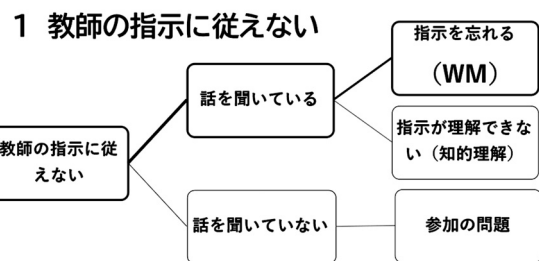 1 教師の指示に従えない
教師の指示に従
えない
話を聞いている
指示を忘れる
（WM）
指示が理解できな
い（知的理解）
話を聞いていない
参加の問題